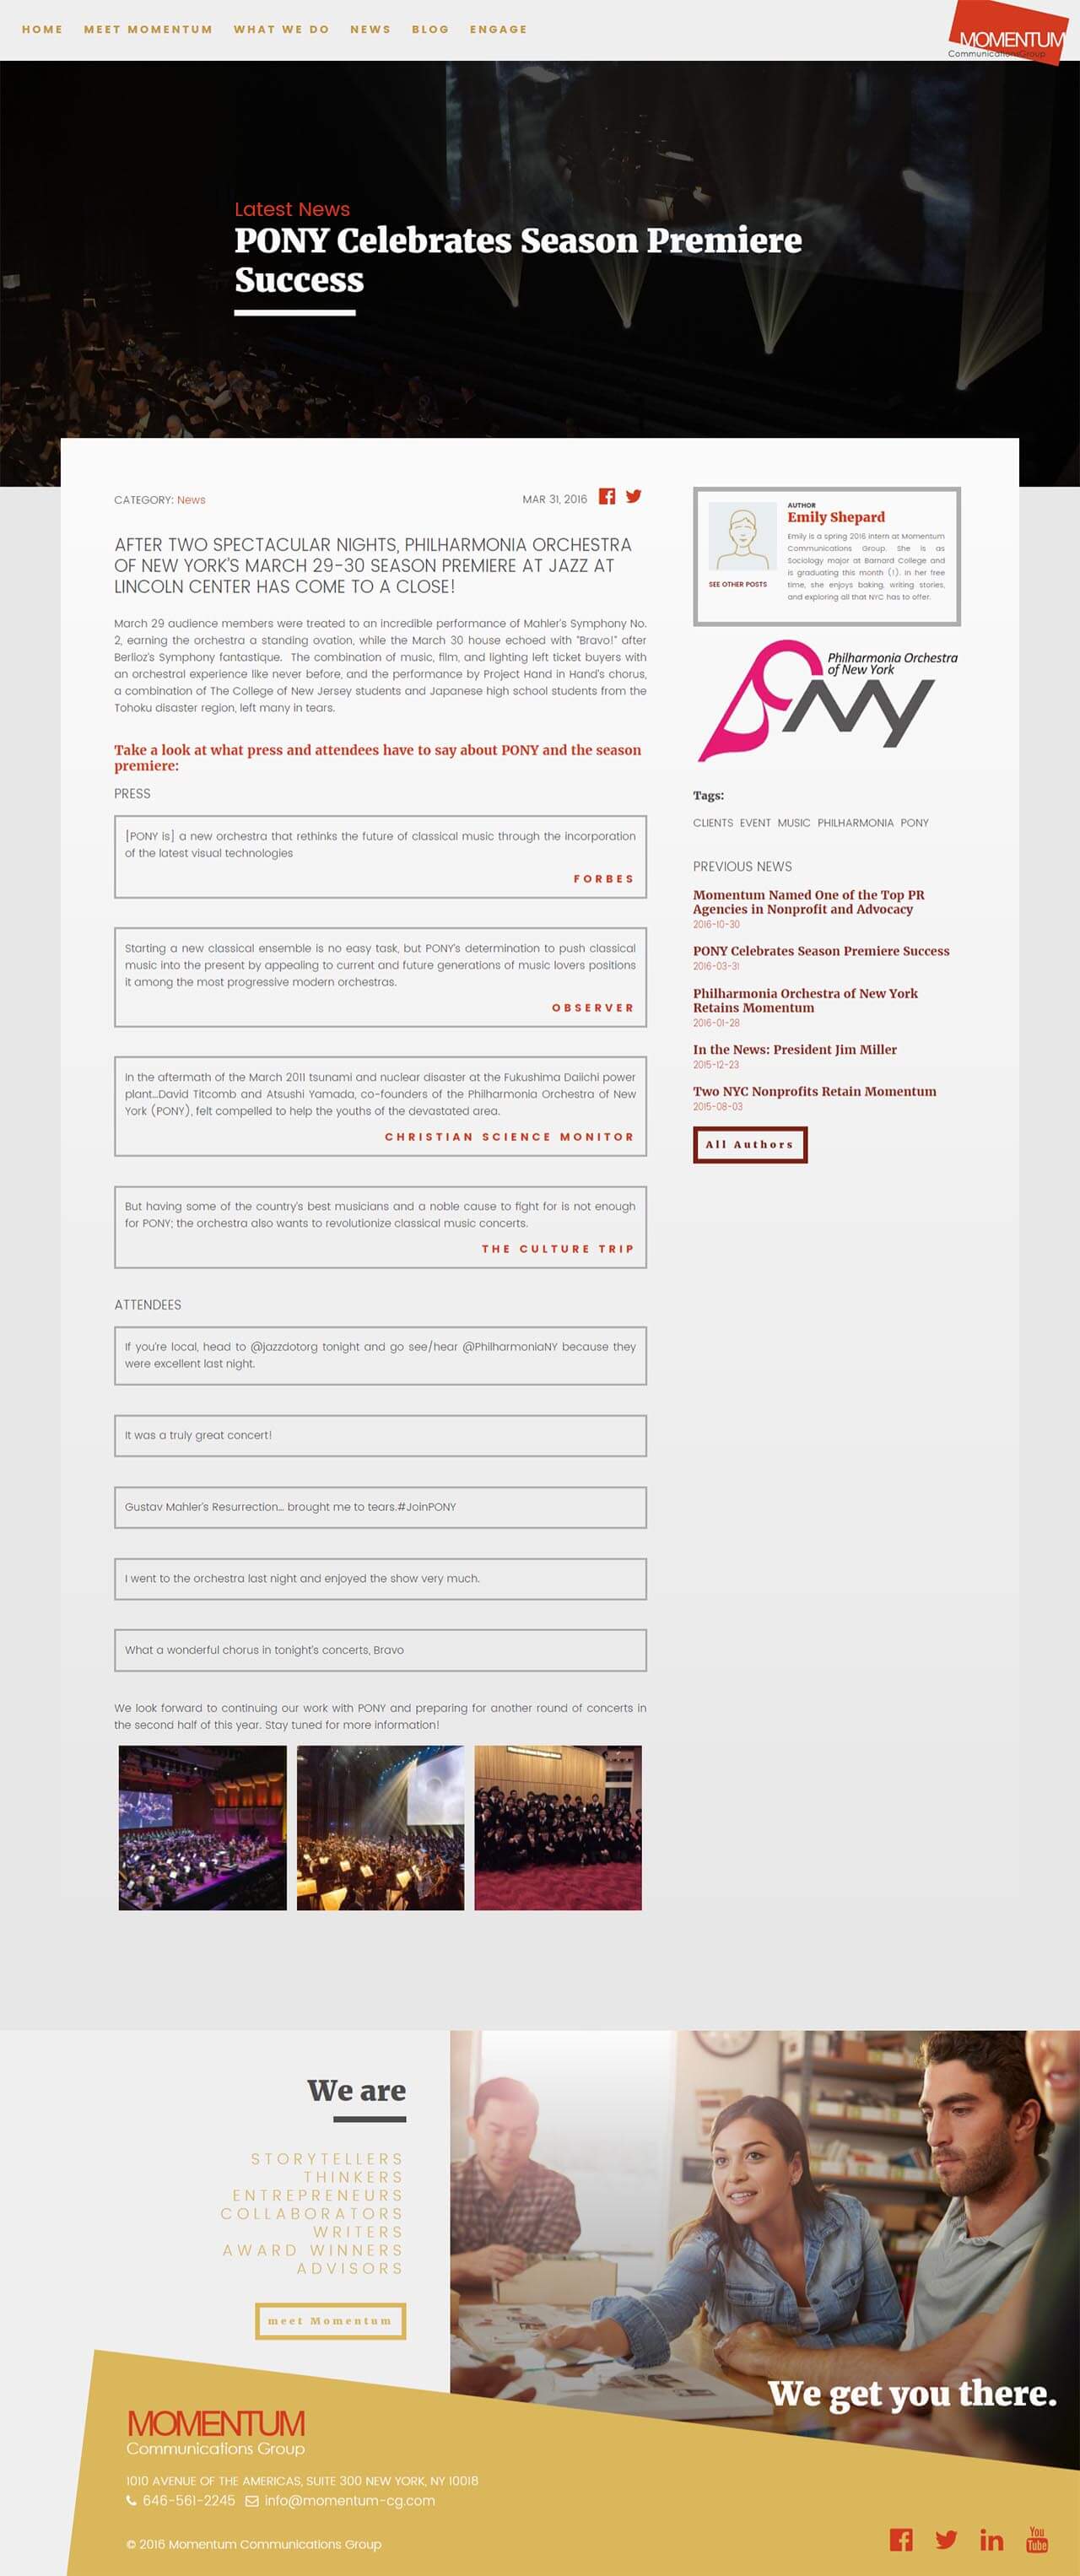 HOME MEET MOMENTUM WHAT WE DO NEWS BLOG ENGAGE
MOMENTUM
CommunicationsGroup
Latest News
PONY Celebrates Season Premiere
Success
CATEGORY: News
MAR 31, 2016
AFTER TWO SPECTACULAR NIGHTS, PHILHARMONIA ORCHESTRA
OF NEW YORK'S MARCH 29-30 SEASON PREMIERE AT JAZZ AT
LINCOLN CENTER HAS COME TO A CLOSE!
March 29 audience members were treated to an incredible performance of Mahler's Symphony No.
2, earning the orchestra a standing ovation, while the March 30 house echoed with "Bravo!" after
Berlioz's Symphony fantastique. The combination of music, film, and lighting left ticket buyers with
an orchestral experience like never before, and the performance by Project Hand in Hand's chorus,
a combination of The College of New Jersey students and Japanese high school students from the
Tohoku disaster region, left many in tears.
Take a look at what press and attendees have to say about PONY and the season
premiere:
PRESS
[PONY is] a new orchestra that rethinks the future of classical music through the incorporation
of the latest visual technologies
FORBES
Starting a new classical ensemble is no easy task, but PONY's determination to push classical
music into the present by appealing to current and future generations of music lovers positions
it among the most progressive modern orchestras.
OBSERVER
In the aftermath of the March 2011 tsunami and nuclear disaster at the Fukushima Daiichi power
plant...David Titcomb and Atsushi Yamada, co-founders of the Philharmonia Orchestra of New
York (PONY), felt compelled to help the youths of the devastated area.
CHRISTIAN SCIENCE MONITOR
But having some of the country's best musicians and a noble cause to fight for is not enough
for PONY; the orchestra also wants to revolutionize classical music concerts.
THE CULTURE TRIP
ATTENDEES
If you're local, head to @jazzdotorg tonight and go see/hear @PhilharmoniaNY because they
were excellent last night.
It was a truly great concert!
Gustav Mahler's Resurrection... brought me to tears.#JoinPONY
I went to the orchestra last night and enjoyed the show very much.
What a wonderful chorus in tonight's concerts, Bravo
We look forward to continuing our work with PONY and preparing for another round of concerts in
the second half of this year. Stay tuned for more information!
AUTHOR
Emily Shepard
Emily is a spring 2016 intern at Momentum
Communications Group. She is as
Sociology major at Barnard College and
is graduating this month (!). In her free
time, she enjoys baking, writing stories,
and exploring all that NYC has to offer.
SEE OTHER POSTS
Philharmonia Orchestra
of New York
PONY
Tags:
CLIENTS EVENT MUSIC PHILHARMONIA PONY
PREVIOUS NEWS
Momentum Named One of the Top PR
Agencies in Nonprofit and Advocacy
2016-10-30
PONY Celebrates Season Premiere Success
2016-03-31
Philharmonia Orchestra of New York
Retains Momentum
2016-01-28
In the News: President Jim Miller
2015-12-23
Two NYC Nonprofits Retain Momentum
2015-08-03
All Authors
We are
STORYTELLERS
THINKERS
ENTREPRENEURS
COLLABORATORS
WRITERS
AWARD WINNERS
ADVISORS
meet Momentum
We get you there.
MOMENTUM
Communications Group
1010 AVENUE OF THE AMERICAS, SUITE 300 NEW YORK, NY 10018
646-561-2245 info@momentum-cg.com
© 2016 Momentum Communications Group
You
Tube